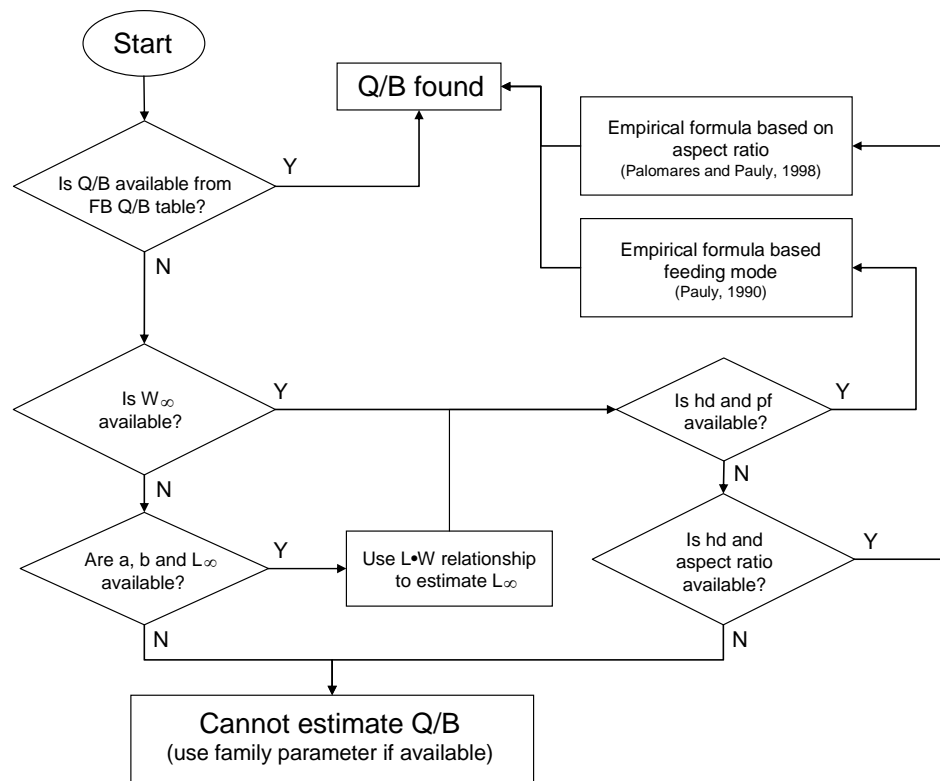 Start
Q/B found
Empirical formula based on
aspect ratio
(Palomares and Pauly, 1998)
Y
Is Q/B available from
FB Q/B table?
N
Empirical formula based
feeding mode
(Pauly, 1990)
Is W∞
available?
Y
Is hd and pf
available?
Y
N
N
Are a, b and L∞
available?
Y
Use L•W relationship
to estimate L∞
Is hd and
aspect ratio
available?
Y
N
N
Cannot estimate Q/B
(use family parameter if available)